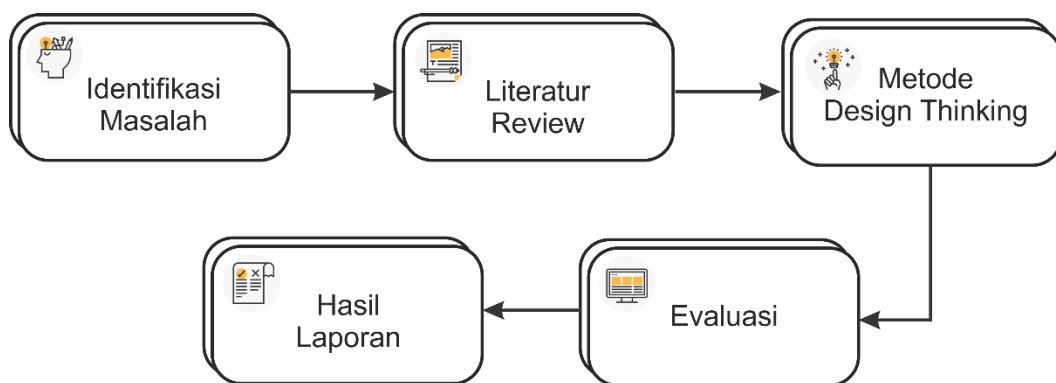 Identifikasi
Masalah
Literatur
Review
Metode
Design Thinking
Evaluasi
Hasil
Laporan